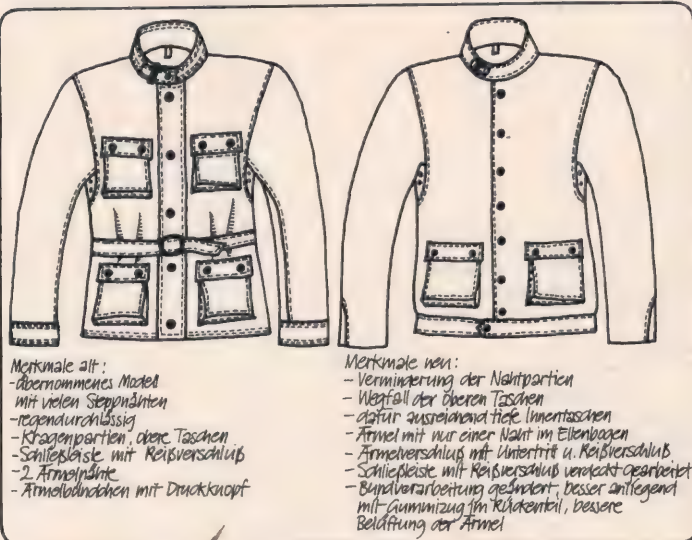 Merkmale alt:
- übernommenes Modell
mit vielen Steppnähten
- regendurchlässig
- Kragenpartien, obere Taschen
- Schließleiste mit Reißverschluß
- 2 Ärmelnähte
- Ärmelbündchen mit Druckknopf
Merkmale neu:
- Verminderung der Nahtpartien
- Wegfall der oberen Taschen
- dafür ausreichend tiefe Innentaschen
- Ärmel mit nur einer Naht im Ellenbogen
- Ärmelverschluß mit Untertritt u. Reißverschluß
- Schließleiste mit Reißverschluß verdeckt gearbeitet
- Bundverarbeitung geändert, besser anliegend
mit Gummizug im Rückenteil, bessere
Belüftung der Ärmel